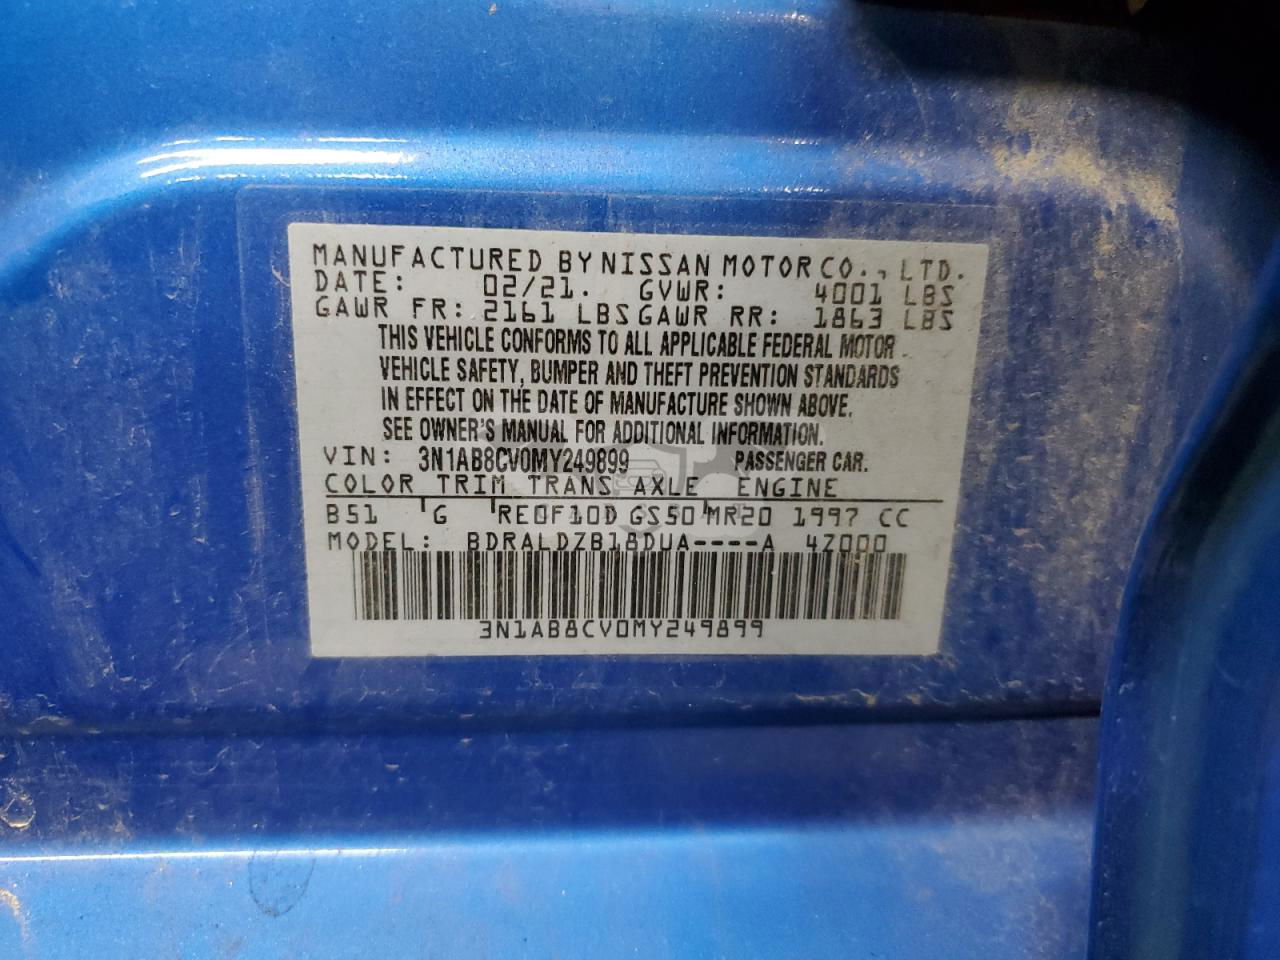 MANUFACTURED BY NISSAN MOTOR CO., LTD.
DATE: 02/21. GVWR: 4001 LBS
GAWR FR: 2161 LBS GAWR RR: 1863 LBS
THIS VEHICLE CONFORMS TO ALL APPLICABLE FEDERAL MOTOR
VEHICLE SAFETY, BUMPER AND THEFT PREVENTION STANDARDS
IN EFFECT ON THE DATE OF MANUFACTURE SHOWN ABOVE.
SEE OWNER'S MANUAL FOR ADDITIONAL INFORMATION.
VIN: 3N1AB8CV0MY249899 PASSENGER CAR.
COLOR TRIM TRANS AXLE ENGINE
B51 G RE0F10D GS50 MR20 1997 CC
MODEL: BDRALDZB18DUA----A 4Z000
3N1AB8CV0MY249899